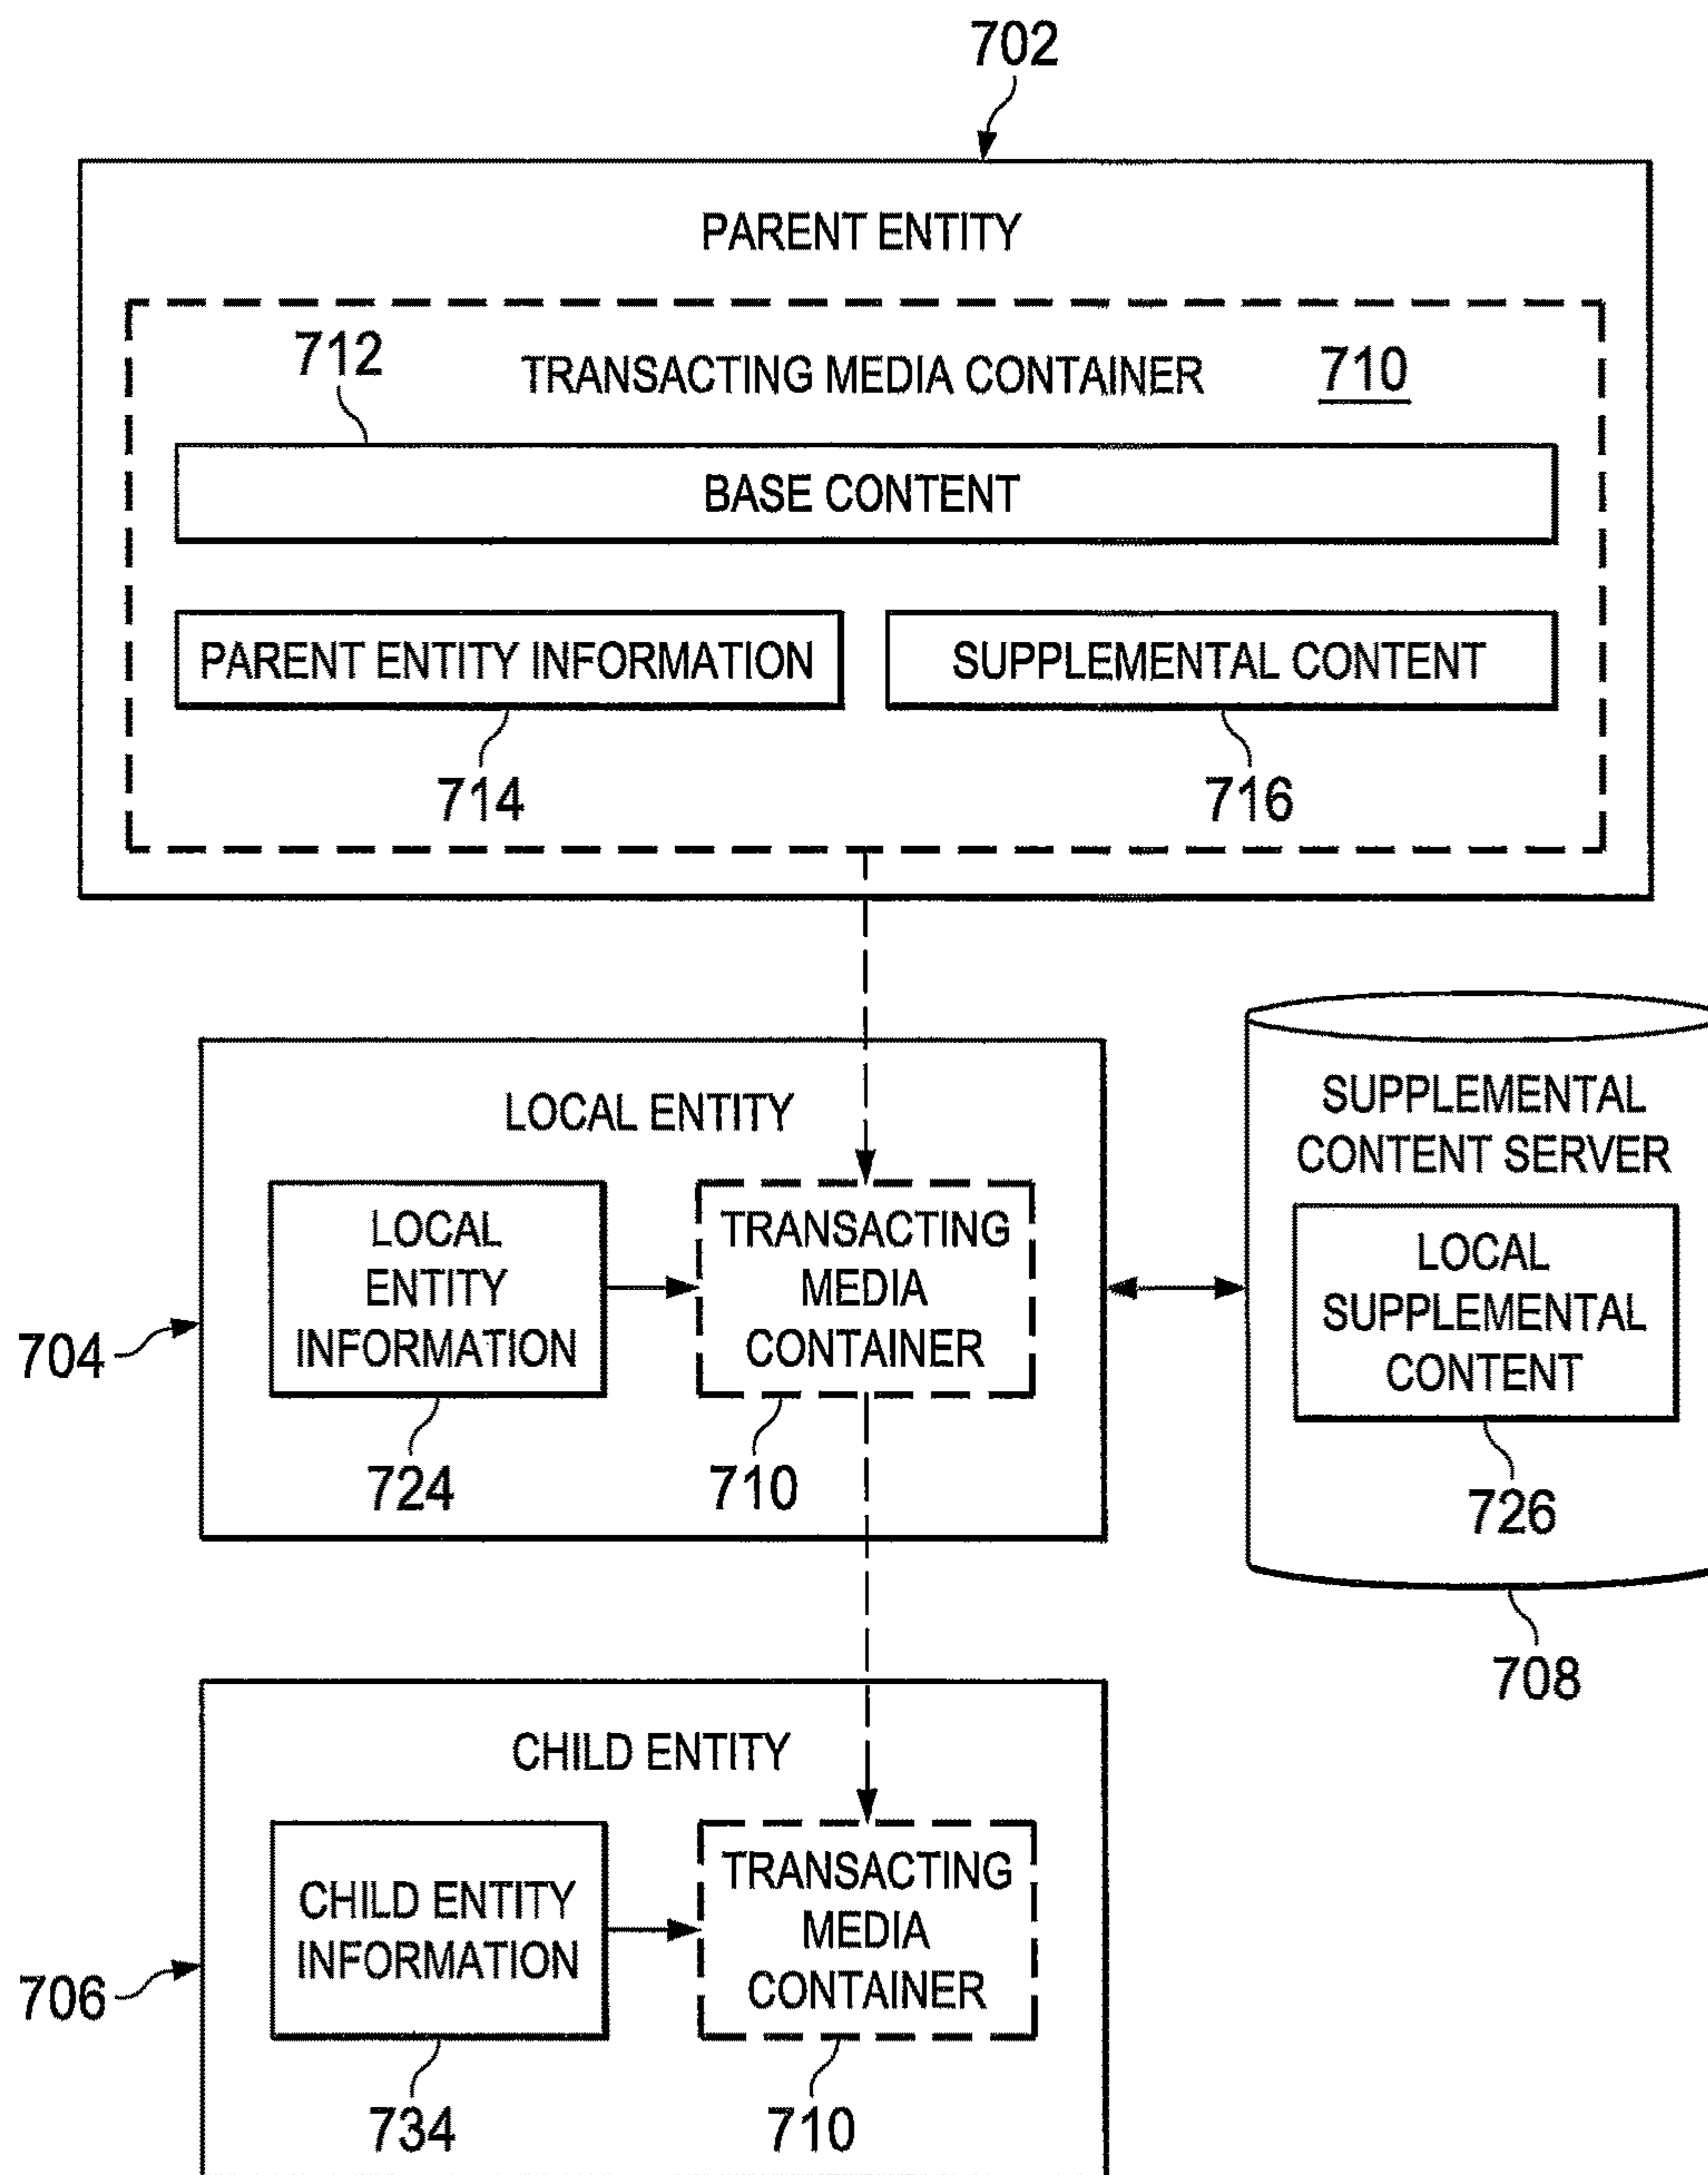 702
PARENT ENTITY
712
TRANSACTING MEDIA CONTAINER 710
BASE CONTENT
PARENT ENTITY INFORMATION
SUPPLEMENTAL CONTENT
714
716
LOCAL ENTITY
LOCAL
ENTITY
INFORMATION
TRANSACTING
MEDIA
CONTAINER
704
724
710
SUPPLEMENTAL
CONTENT SERVER
LOCAL
SUPPLEMENTAL
CONTENT
726
708
CHILD ENTITY
CHILD ENTITY
INFORMATION
TRANSACTING
MEDIA
CONTAINER
706
734
710